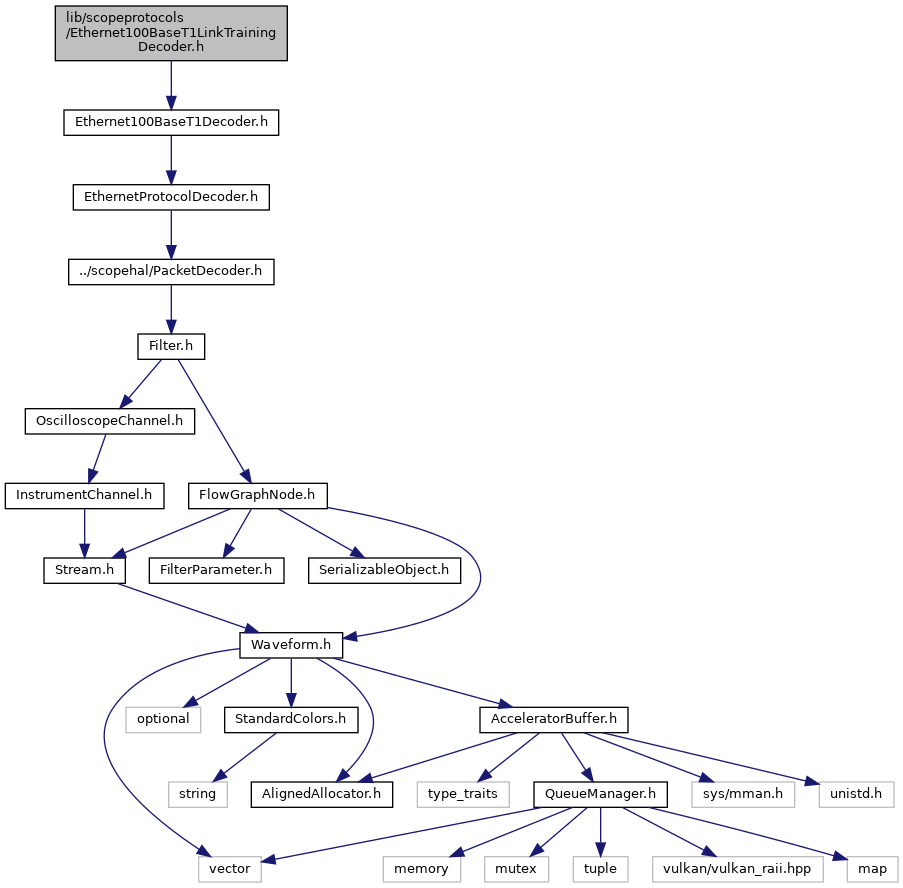 lib/scopeprotocols
/Ethernet100BaseT1LinkTraining
Decoder.h
Ethernet100BaseT1Decoder.h
EthernetProtocolDecoder.h
../scopehal/PacketDecoder.h
Filter.h
OscilloscopeChannel.h
InstrumentChannel.h
FlowGraphNode.h
Stream.h
FilterParameter.h
SerializableObject.h
Waveform.h
optional
StandardColors.h
AcceleratorBuffer.h
string
AlignedAllocator.h
type_traits
QueueManager.h
sys/mman.h
unistd.h
vector
memory
mutex
tuple
vulkan/vulkan_raii.hpp
map